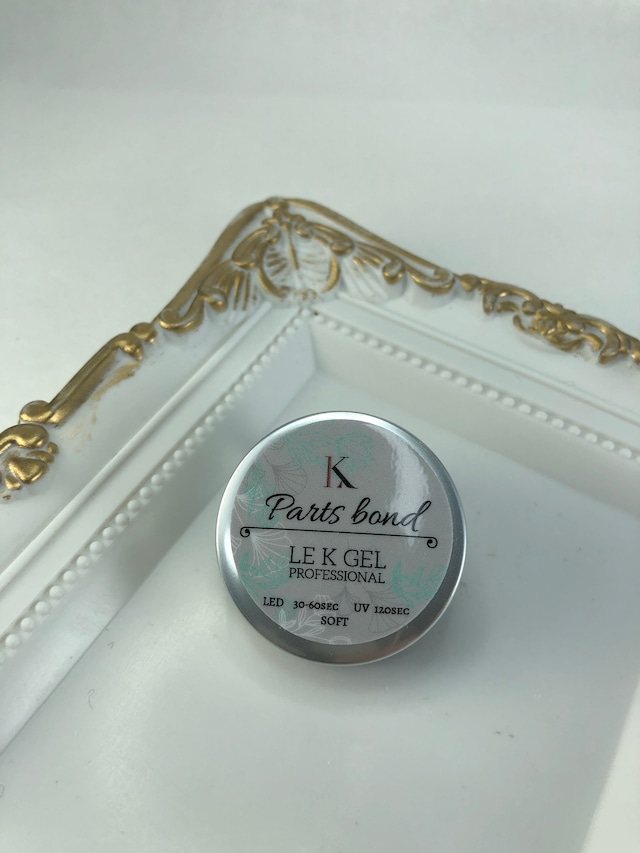 K
Parts bond
LE K GEL
PROFESSIONAL
LED 30-60SEC UV 120SEC
SOFT